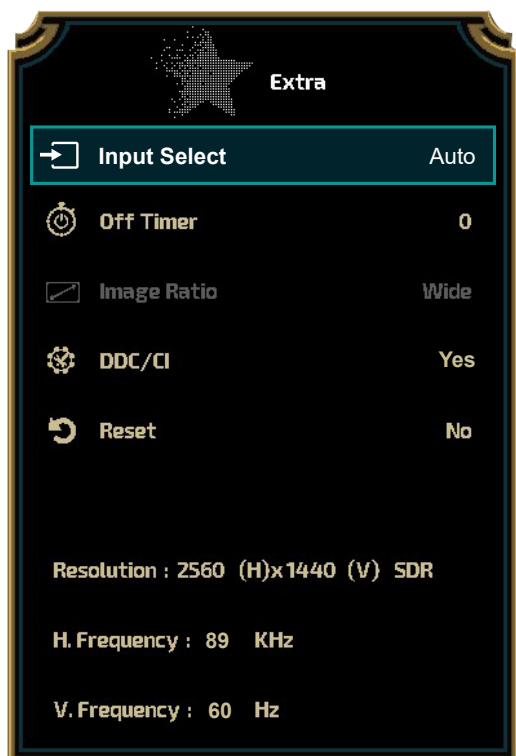 Extra
Input Select Auto
Off Timer 0
Image Ratio Wide
DDC/CI Yes
Reset No
Resolution : 2560 (H)x1440 (V) SDR
H. Frequency : 89 KHz
V. Frequency : 60 Hz